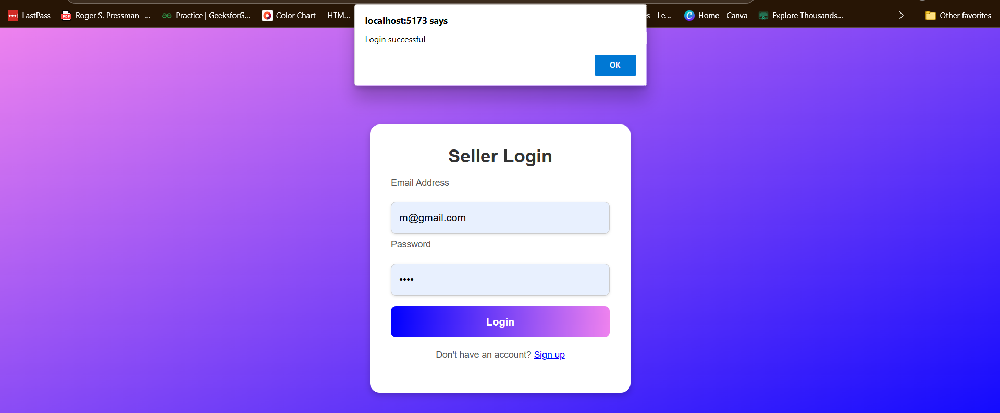 LastPass
PDF
Roger S. Pressman -...
Practice | GeeksforG...
Color Chart — HTM...
s - Le...
Home - Canva
Explore Thousands...
Other favorites
localhost:5173 says
Login successful
OK
Seller Login
Email Address
m@gmail.com
Password
••••
Login
Don't have an account? Sign up